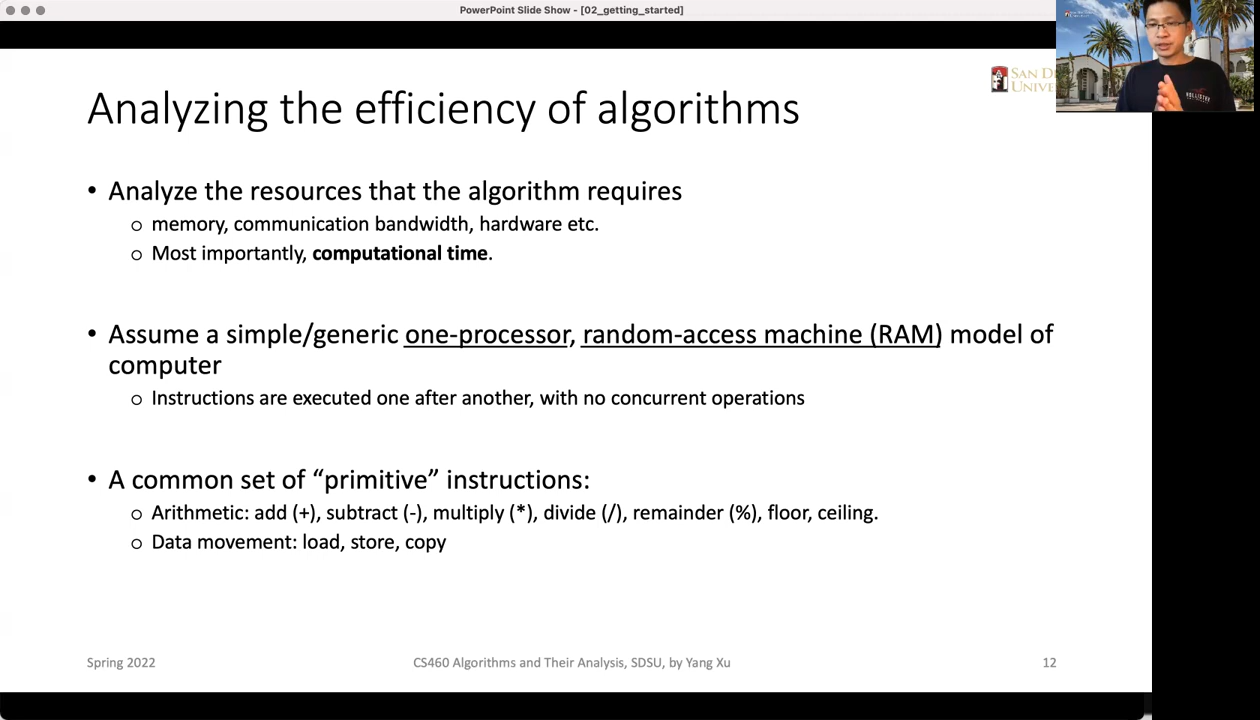 PowerPoint Slide Show - [02_getting_started]
SAN D
UNIVE
Analyzing the efficiency of algorithms
• Analyze the resources that the algorithm requires
o memory, communication bandwidth, hardware etc.
o Most importantly, computational time.
• Assume a simple/generic one-processor, random-access machine (RAM) model of
computer
o Instructions are executed one after another, with no concurrent operations
• A common set of “primitive” instructions:
o Arithmetic: add (+), subtract (-), multiply (*), divide (/), remainder (%), floor, ceiling.
o Data movement: load, store, copy
Spring 2022
CS460 Algorithms and Their Analysis, SDSU, by Yang Xu
12